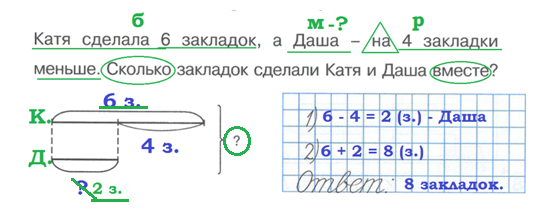 б м -? р
Катя сделала 6 закладок, а Даша – на 4 закладки
меньше. Сколько закладок сделали Катя и Даша вместе?
6 з.
К.
4 з.
?
Д.
? 2 з.
1) 6 - 4 = 2 (з.) - Даша
2) 6 + 2 = 8 (з.)
Ответ: 8 закладок.